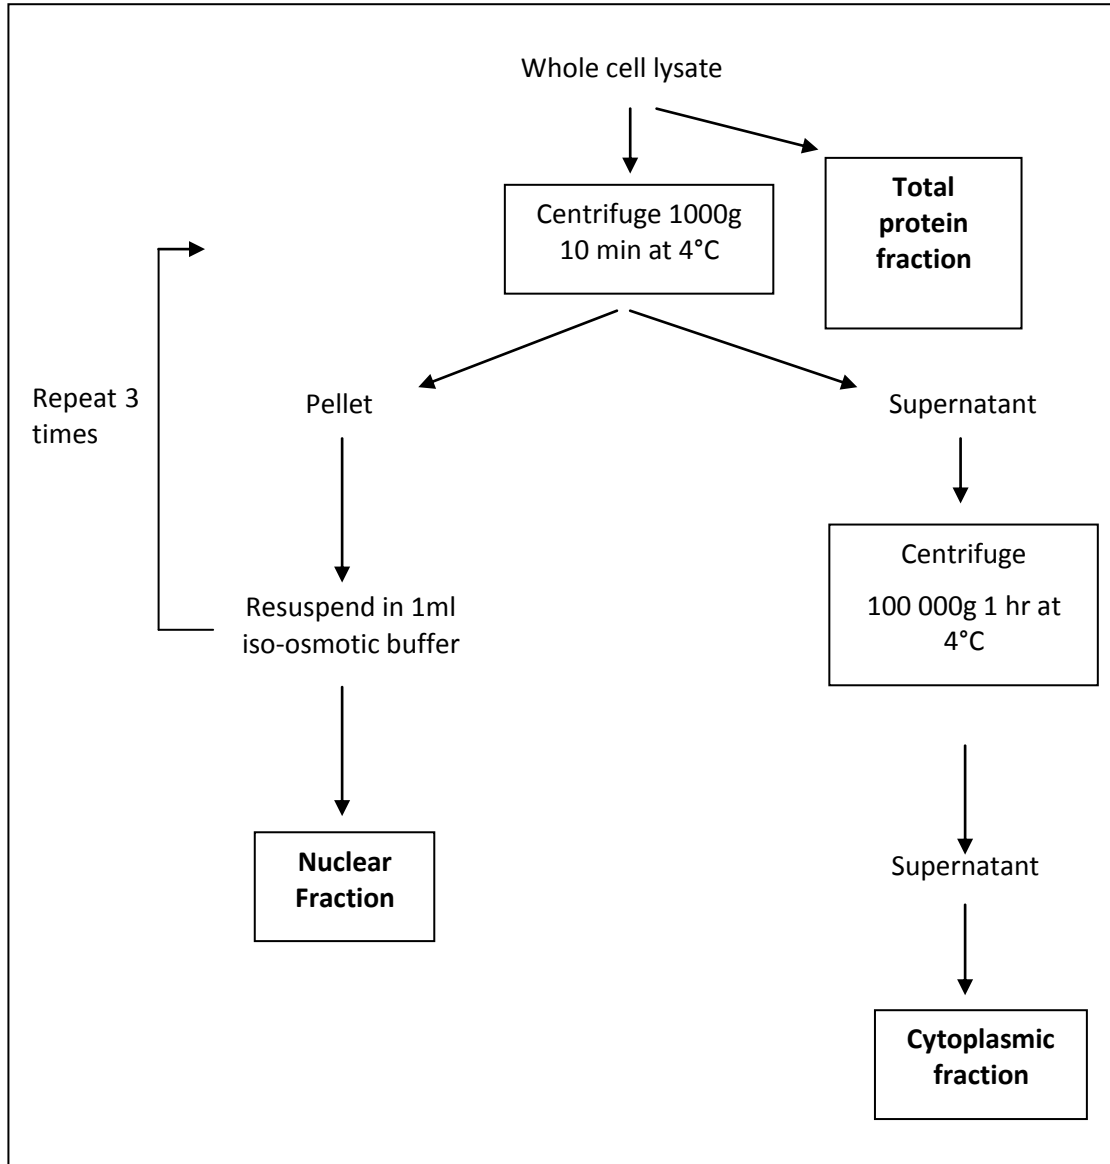 Whole cell lysate
Total
protein
fraction
Centrifuge 1000g
10 min at 4°C
Repeat 3
times
Pellet
Supernatant
Resuspend in 1ml
iso-osmotic buffer
Centrifuge
100 000g 1 hr at
4°C
Nuclear
Fraction
Supernatant
Cytoplasmic
fraction